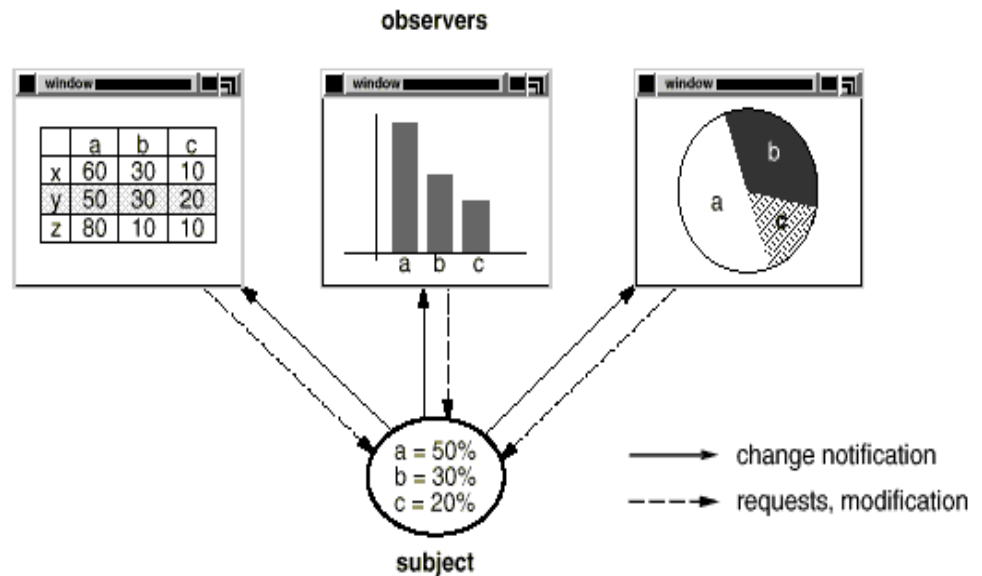 observers
window
window
window
a b c
x 60 30 10
y 50 30 20
z 80 10 10
a b c
a
b
c
a = 50%
b = 30%
c = 20%
subject
change notification
requests, modification